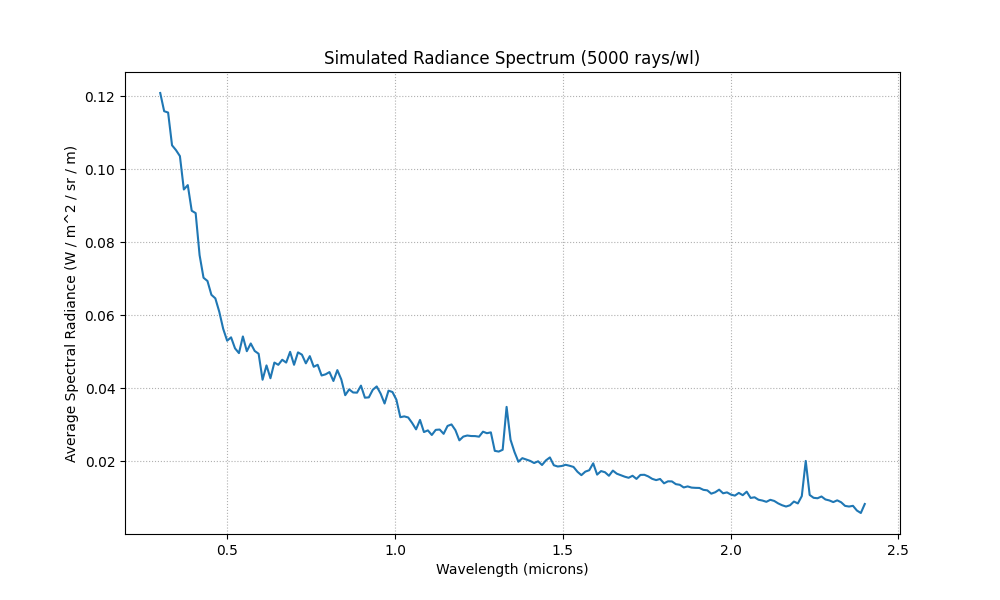 Simulated Radiance Spectrum (5000 rays/wl)
Average Spectral Radiance (W / m^2 / sr / m)
0.12
0.10
0.08
0.06
0.04
0.02
0.5 1.0 1.5 2.0 2.5
Wavelength (microns)